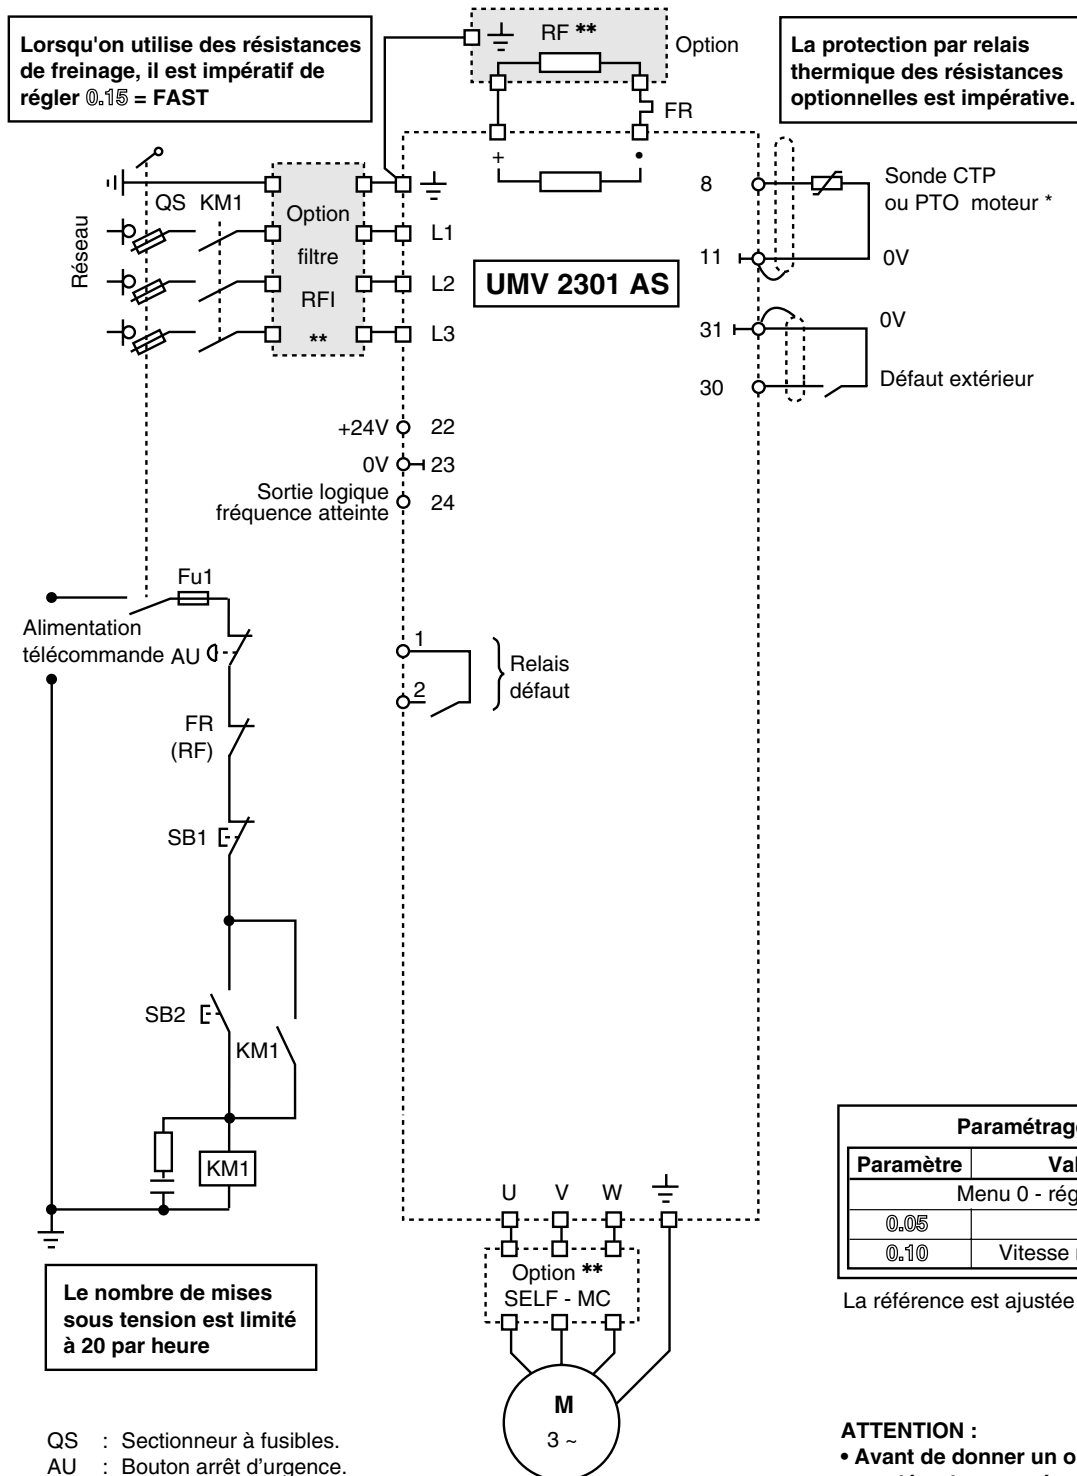 Lorsqu'on utilise des résistances
de freinage, il est impératif de
régler 0.15 = FAST
RF **
Option
La protection par relais
thermique des résistances
optionnelles est impérative.
FR
+
•
Réseau
QS KM1
Option
filtre
RFI
**
L1
L2
L3
UMV 2301 AS
8
Sonde CTP
ou PTO moteur *
11
0V
31
0V
30
Défaut extérieur
+24V 22
0V 23
Sortie logique
fréquence atteinte
24
Fu1
Alimentation
télécommande
AU
1
2
Relais
défaut
FR
(RF)
SB1
SB2
KM1
KM1
U V W
Option **
SELF - MC
M
3 ~
Le nombre de mises
sous tension est limité
à 20 par heure
QS : Sectionneur à fusibles.
AU : Bouton arrêt d'urgence.
Paramètre
Menu 0
0.05
0.10 Vitesse
La référence est ajustée
ATTENTION :
• Avant de donner un